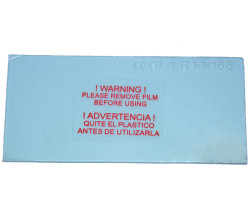 ! WARNING !
PLEASE REMOVE FILM
BEFORE USING
! ADVERTENCIA !
QUITE EL PLASTICO
ANTES DE UTILIZARLA